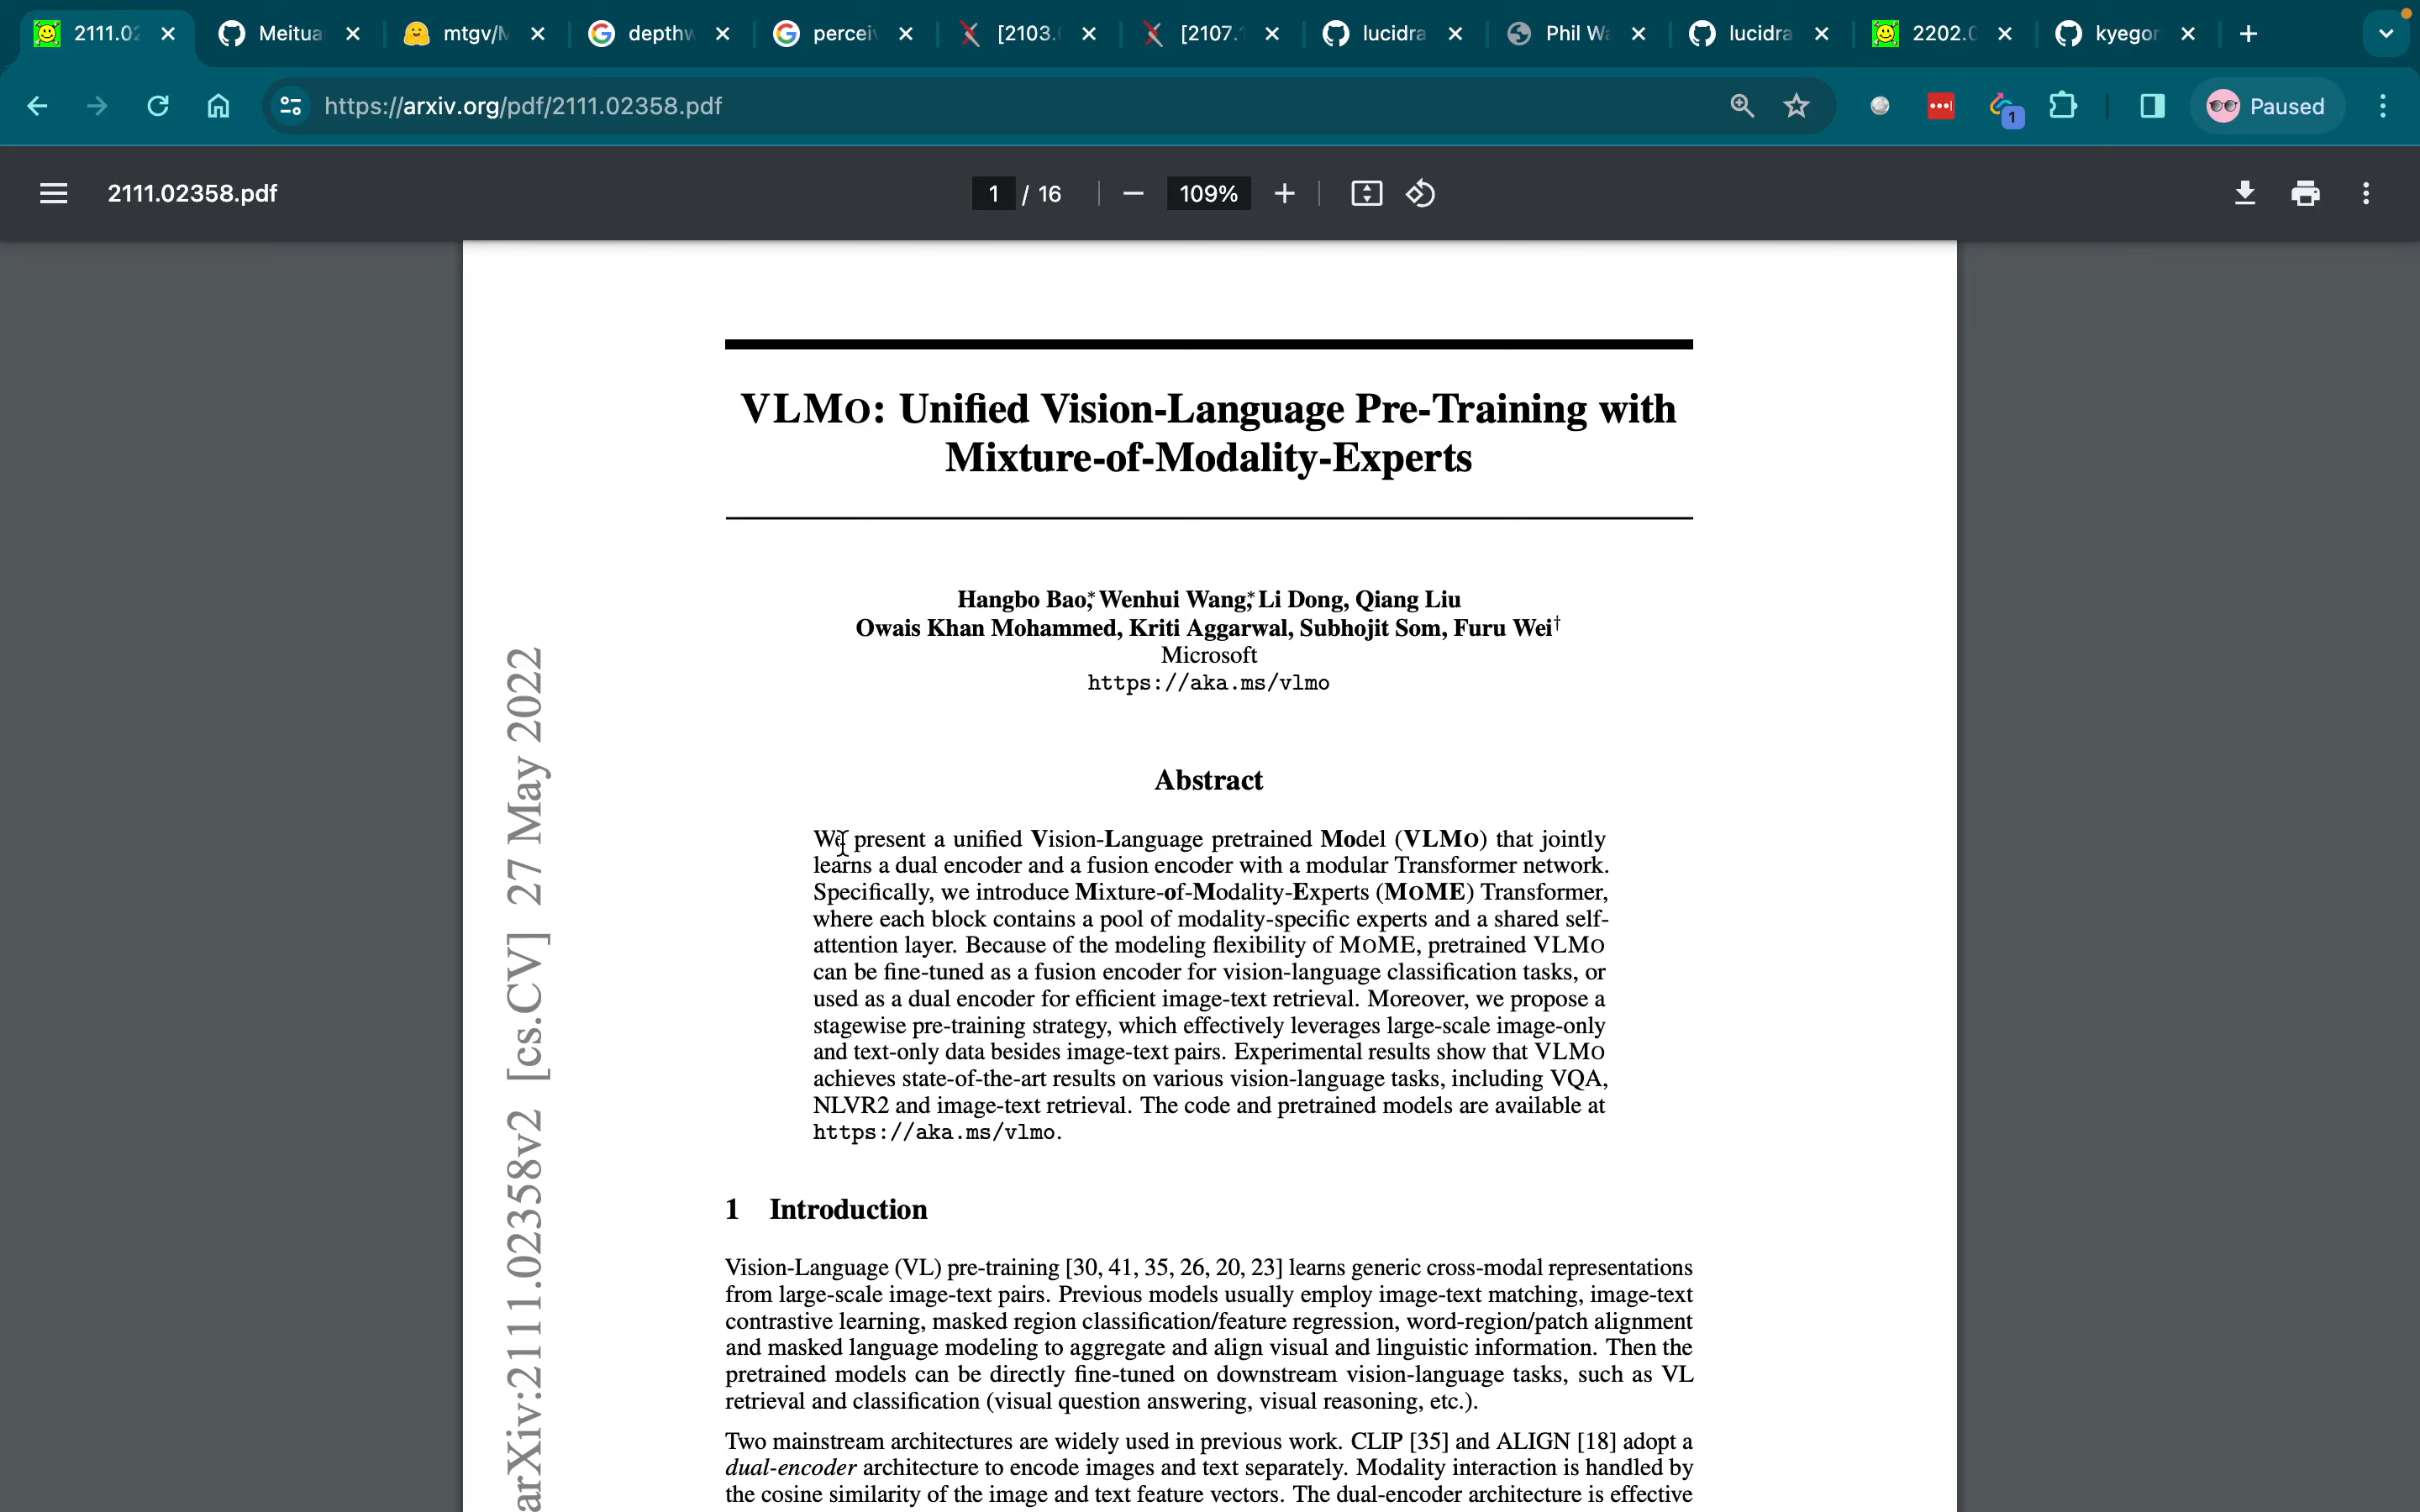 2111.02
Meitua
mtgv/M
depthw
percei
[2103.
[2107.
lucidra
Phil Wa
lucidra
2202.0
kyegor
https://arxiv.org/pdf/2111.02358.pdf
1
Paused
2111.02358.pdf
1 / 16
109%
VLMO: Unified Vision-Language Pre-Training with
Mixture-of-Modality-Experts
Hangbo Bao,* Wenhui Wang,* Li Dong, Qiang Liu
Owais Khan Mohammed, Kriti Aggarwal, Subhojit Som, Furu Wei†
Microsoft
https://aka.ms/vlmo
Abstract
We present a unified Vision-Language pretrained Model (VLMO) that jointly
learns a dual encoder and a fusion encoder with a modular Transformer network.
Specifically, we introduce Mixture-of-Modality-Experts (MOME) Transformer,
where each block contains a pool of modality-specific experts and a shared self-
attention layer. Because of the modeling flexibility of MOME, pretrained VLMO
can be fine-tuned as a fusion encoder for vision-language classification tasks, or
used as a dual encoder for efficient image-text retrieval. Moreover, we propose a
stagewise pre-training strategy, which effectively leverages large-scale image-only
and text-only data besides image-text pairs. Experimental results show that VLMO
achieves state-of-the-art results on various vision-language tasks, including VQA,
NLVR2 and image-text retrieval. The code and pretrained models are available at
https://aka.ms/vlmo.
1 Introduction
Vision-Language (VL) pre-training [30, 41, 35, 26, 20, 23] learns generic cross-modal representations
from large-scale image-text pairs. Previous models usually employ image-text matching, image-text
contrastive learning, masked region classification/feature regression, word-region/patch alignment
and masked language modeling to aggregate and align visual and linguistic information. Then the
pretrained models can be directly fine-tuned on downstream vision-language tasks, such as VL
retrieval and classification (visual question answering, visual reasoning, etc.).
Two mainstream architectures are widely used in previous work. CLIP [35] and ALIGN [18] adopt a
dual-encoder architecture to encode images and text separately. Modality interaction is handled by
the cosine similarity of the image and text feature vectors. The dual-encoder architecture is effective
arXiv:2111.02358v2 [cs.CV] 27 May 2022